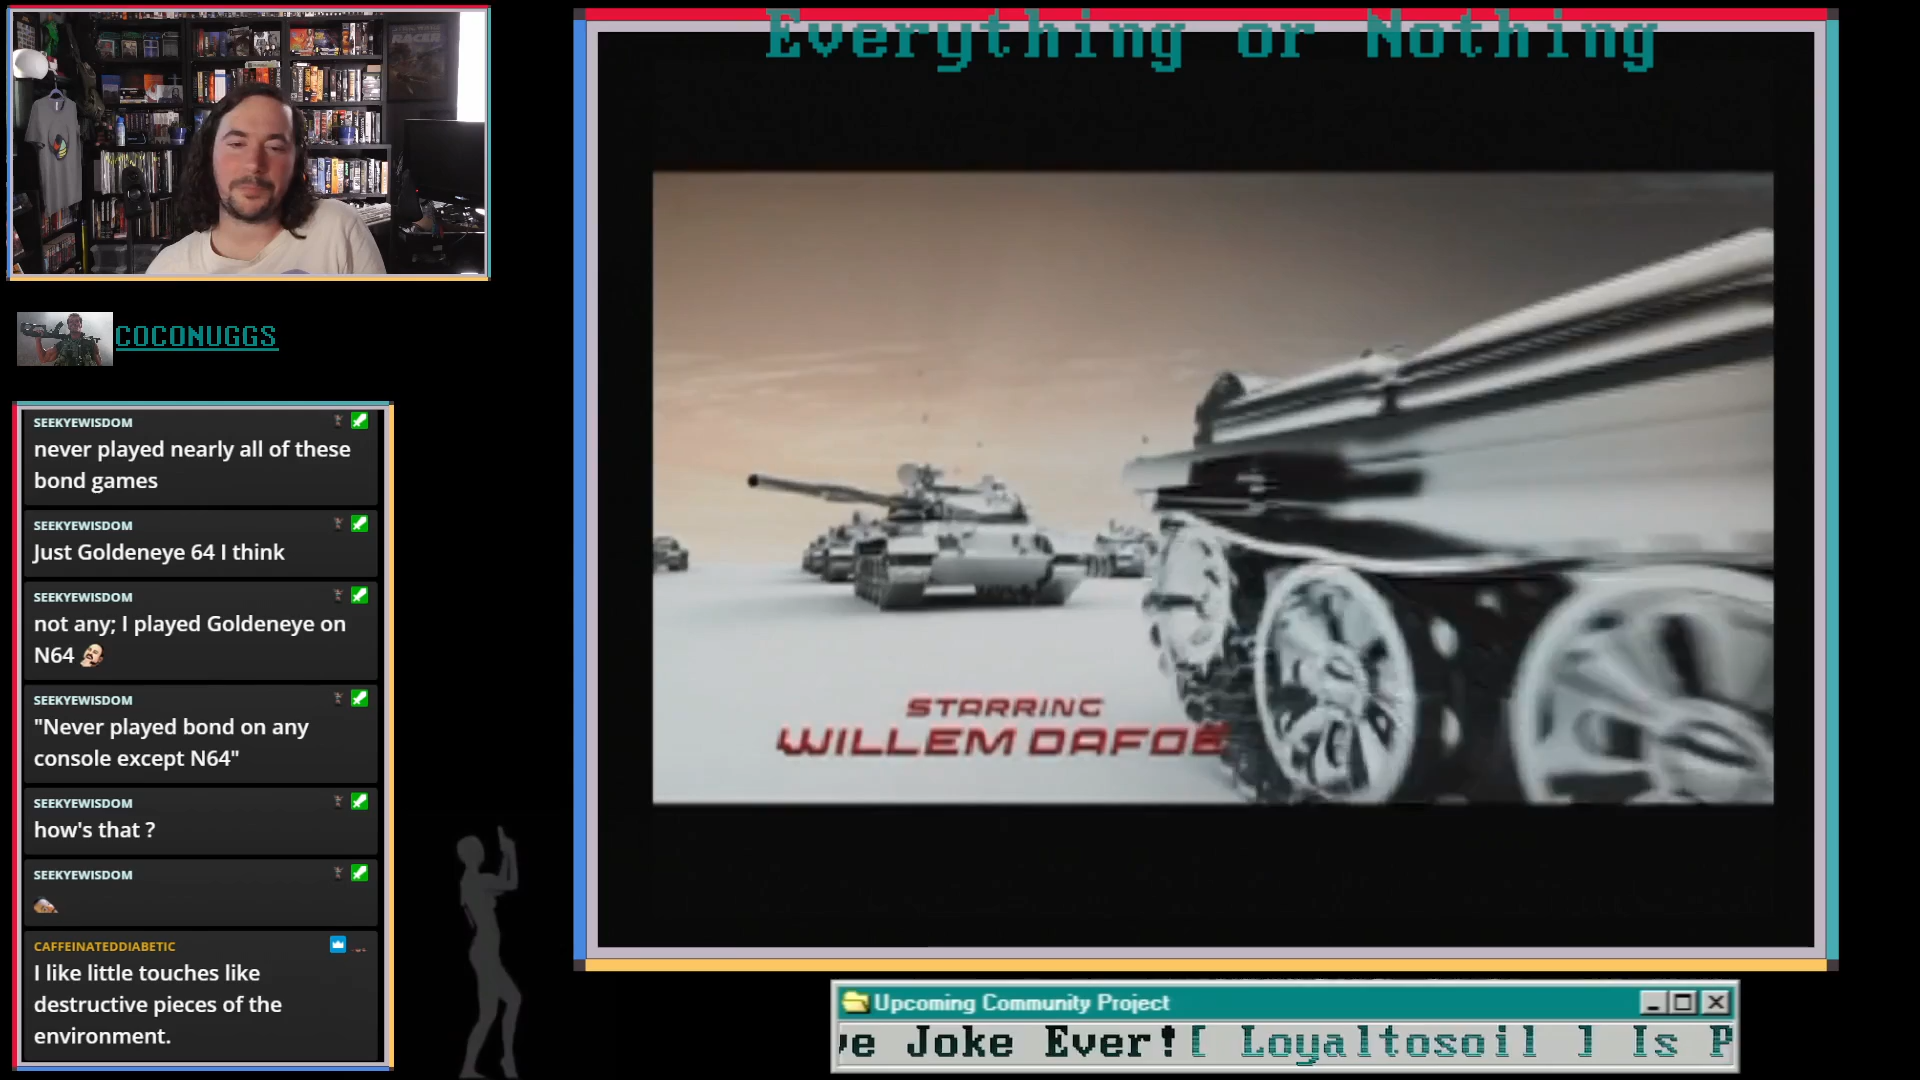 Everything or Nothing
RACER
COCONUGGS
SEEKYEWISDOM
never played nearly all of these
bond games
SEEKYEWISDOM
Just Goldeneye 64 I think
SEEKYEWISDOM
not any; I played Goldeneye on
N64
SEEKYEWISDOM
"Never played bond on any
console except N64"
SEEKYEWISDOM
how's that ?
SEEKYEWISDOM
CAFFEINATEDDIABETIC
I like little touches like
destructive pieces of the
environment.
STARRING
WILLEM DAFOE
Upcoming Community Project
ve Joke Ever! [ Loyaltosoil ] Is P